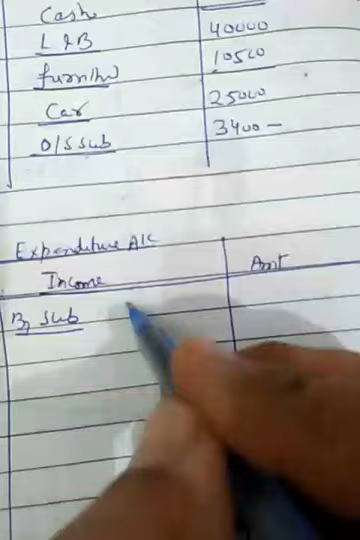 Cash
L & B 40000
furniture 10500
Car 25000
O/S sub 3400 -
Expenditure A/C
Income Amt
By sub